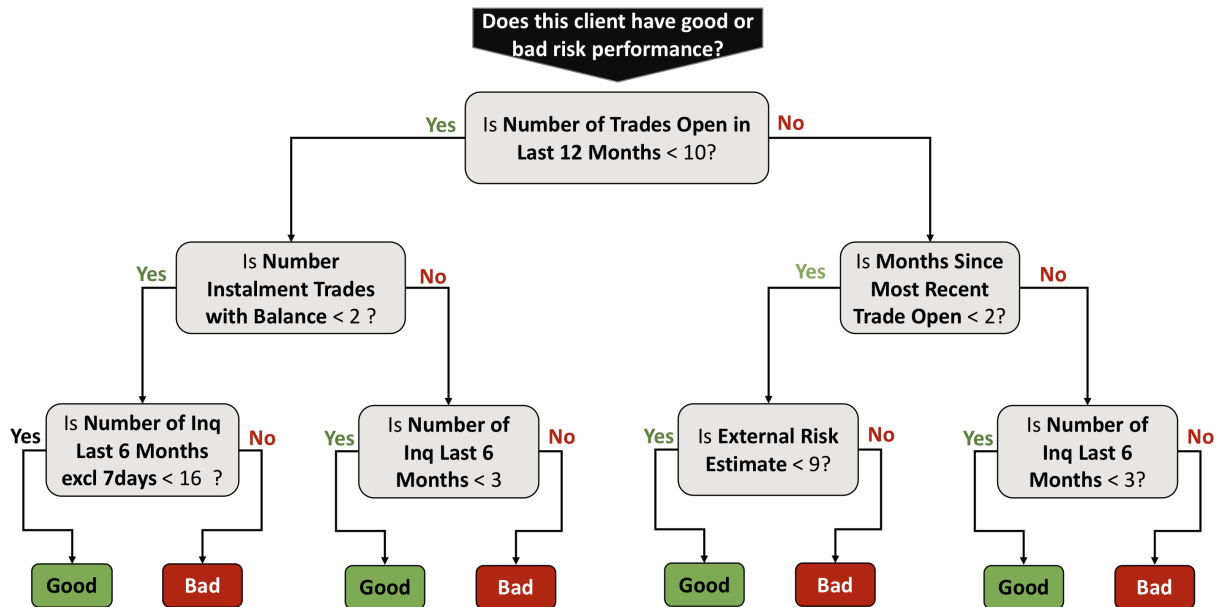 Does this client have good or
bad risk performance?
Yes
Is Number of Trades Open in
Last 12 Months < 10?
No
Yes
Is Number
Instalment Trades
with Balance < 2 ?
No
Yes
Is Months Since
Most Recent
Trade Open < 2?
No
Yes
Is Number of Inq
Last 6 Months
excl 7days < 16 ?
No
Yes
Is Number of
Inq Last 6
Months < 3
No
Yes
Is External Risk
Estimate < 9?
No
Yes
Is Number of
Inq Last 6
Months < 3?
No
Good
Bad
Good
Bad
Good
Bad
Good
Bad